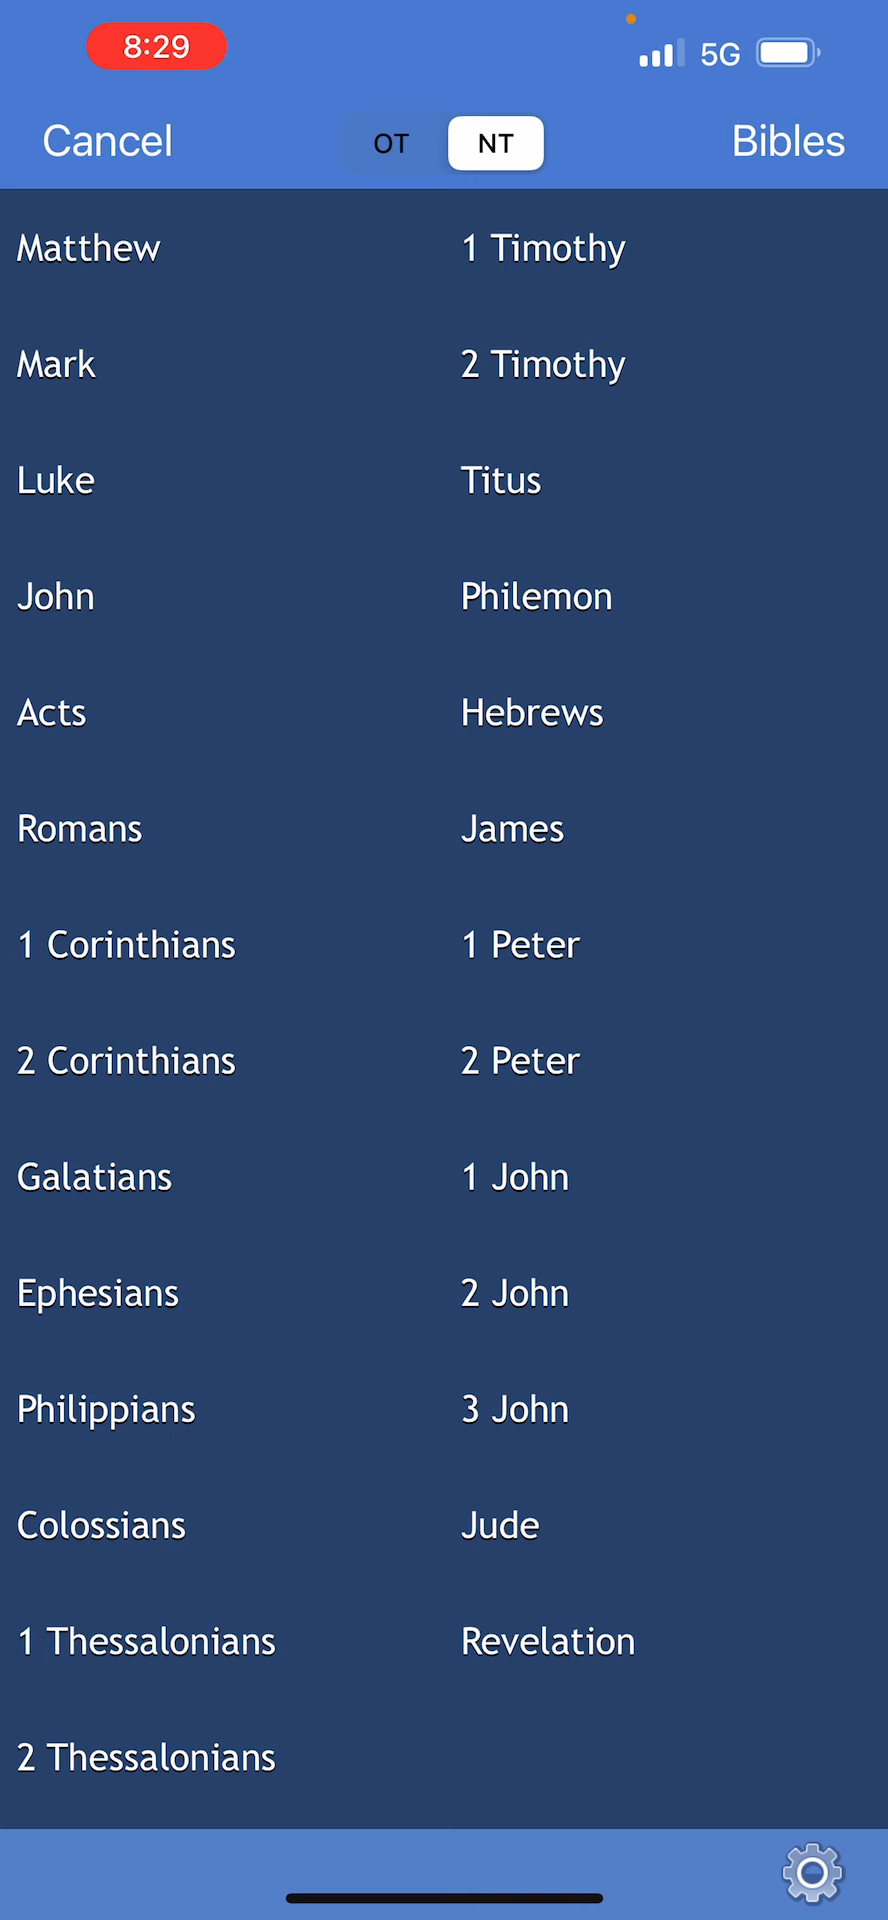 8:29
5G
Cancel
OT
NT
Bibles
Matthew
Mark
Luke
John
Acts
Romans
1 Corinthians
2 Corinthians
Galatians
Ephesians
Philippians
Colossians
1 Thessalonians
2 Thessalonians
1 Timothy
2 Timothy
Titus
Philemon
Hebrews
James
1 Peter
2 Peter
1 John
2 John
3 John
Jude
Revelation